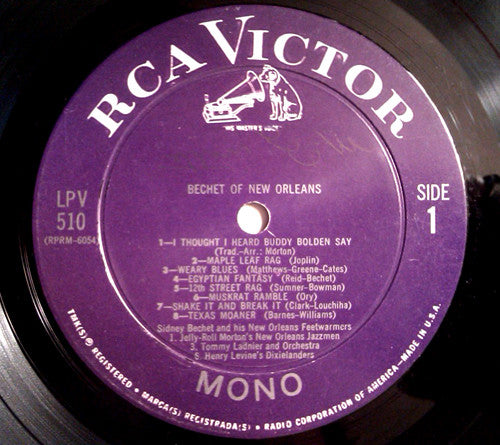 RCA VICTOR
"HIS MASTER'S VOICE"
BECHET OF NEW ORLEANS
LPV
510
(RPRM-6054)
SIDE
1
1—I THOUGHT I HEARD BUDDY BOLDEN SAY
(Trad.-Arr.: Morton)
2—MAPLE LEAF RAG (Joplin)
3—WEARY BLUES (Matthews-Greene-Cates)
4—EGYPTIAN FANTASY (Reid-Bechet)
5—12th STREET RAG (Sumner-Bowman)
6—MUSKRAT RAMBLE (Ory)
7—SHAKE IT AND BREAK IT (Clark-Louchiha)
8—TEXAS MOANER (Barnes-Williams)
Sidney Bechet and his New Orleans Feetwarmers
1. Jelly-Roll Morton's New Orleans Jazzmen
3. Tommy Ladnier and Orchestra
5. Henry Levine's Dixielanders
MONO
TMK(S) ® REGISTERED • MARCA(S) REGISTRADA(S) • RADIO CORPORATION OF AMERICA—MADE IN U.S.A.